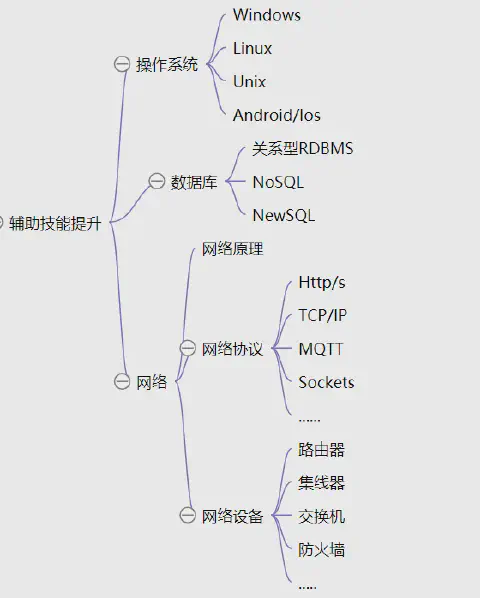 Windows
操作系统
Linux
Unix
Android/Ios
关系型RDBMS
数据库
NoSQL
NewSQL
辅助技能提升
网络原理
Http/s
TCP/IP
网络协议
MQTT
网络
Sockets
......
路由器
集线器
网络设备
交换机
防火墙
.....